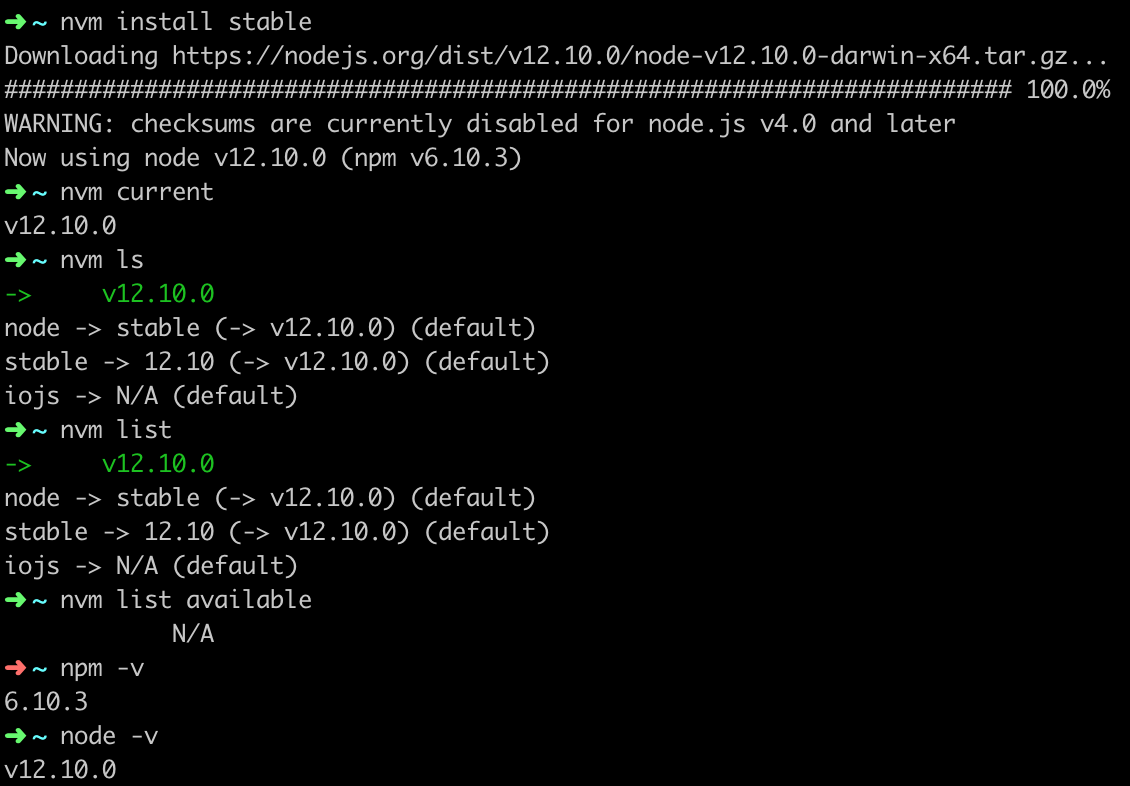 ➜ ~ nvm install stable
Downloading https://nodejs.org/dist/v12.10.0/node-v12.10.0-darwin-x64.tar.gz...
######################################################################## 100.0%
WARNING: checksums are currently disabled for node.js v4.0 and later
Now using node v12.10.0 (npm v6.10.3)
➜ ~ nvm current
v12.10.0
➜ ~ nvm ls
->     v12.10.0
node -> stable (-> v12.10.0) (default)
stable -> 12.10 (-> v12.10.0) (default)
iojs -> N/A (default)
➜ ~ nvm list
->     v12.10.0
node -> stable (-> v12.10.0) (default)
stable -> 12.10 (-> v12.10.0) (default)
iojs -> N/A (default)
➜ ~ nvm list available
            N/A
➜ ~ npm -v
6.10.3
➜ ~ node -v
v12.10.0